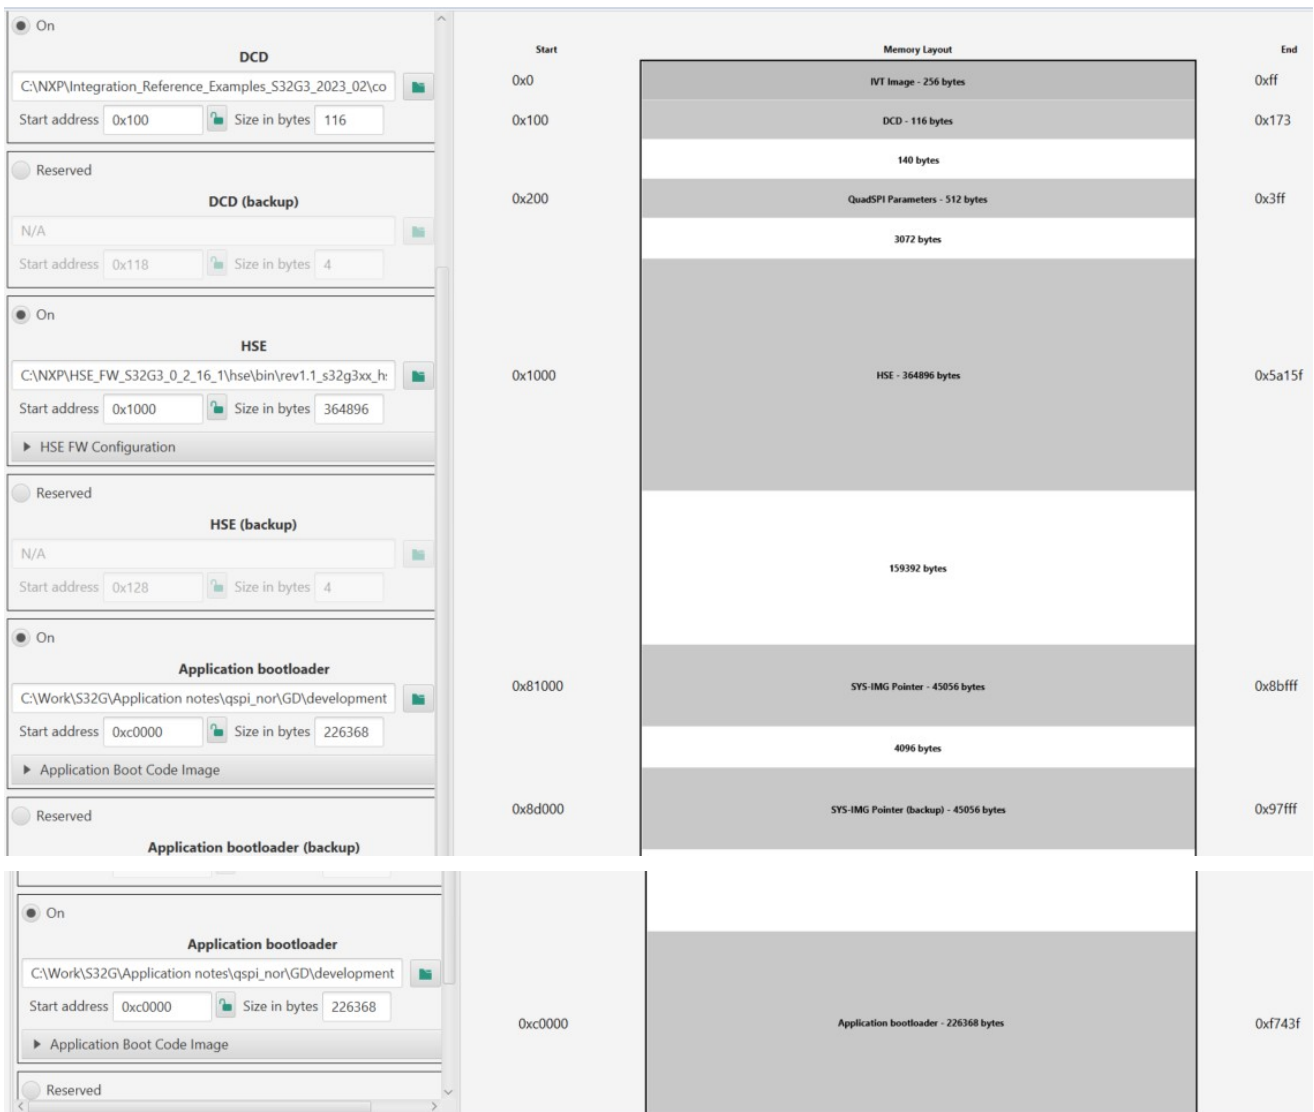 On
DCD
C:\NXP\Integration_Reference_Examples_S32G3_2023_02\co
Start address 0x100 Size in bytes 116
Reserved
DCD (backup)
N/A
Start address 0x118 Size in bytes 4
On
HSE
C:\NXP\HSE_FW_S32G3_0_2_16_1\hse\bin\rev1.1_s32g3xx_h
Start address 0x1000 Size in bytes 364896
HSE FW Configuration
Reserved
HSE (backup)
N/A
Start address 0x128 Size in bytes 4
On
Application bootloader
C:\Work\S32G\Application notes\qspi_nor\GD\development
Start address 0xc0000 Size in bytes 226368
Application Boot Code Image
Reserved
Application bootloader (backup)
Start Memory Layout End
0x0 IVT Image - 256 bytes 0xff
0x100 DCD - 116 bytes 0x173
140 bytes
0x200 QuadSPI Parameters - 512 bytes 0x3ff
3072 bytes
0x1000 HSE - 364896 bytes 0x5a15f
159392 bytes
0x81000 SYS-IMG Pointer - 45056 bytes 0x8bfff
4096 bytes
0x8d000 SYS-IMG Pointer (backup) - 45056 bytes 0x97fff
On
Application bootloader
C:\Work\S32G\Application notes\qspi_nor\GD\development
Start address 0xc0000 Size in bytes 226368
Application Boot Code Image
Reserved
0xc0000 Application bootloader - 226368 bytes 0xf743f